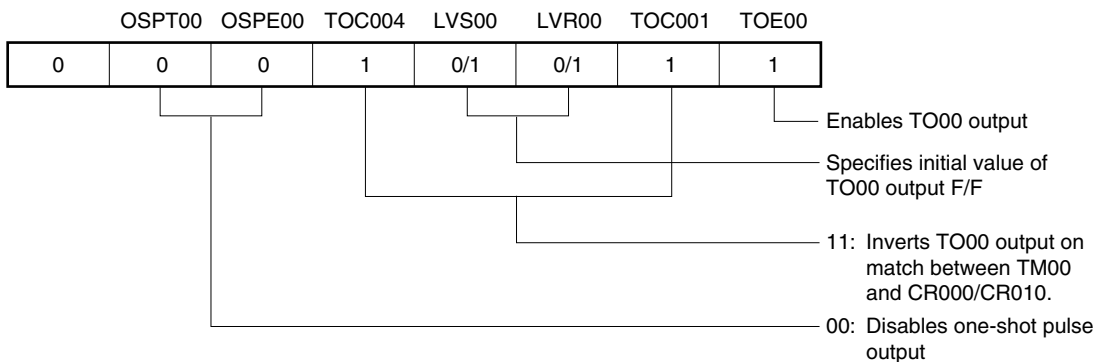 OSPT00 OSPE00 TOC004 LVS00 LVR00 TOC001 TOE00
0 0 0 1 0/1 0/1 1 1
Enables TO00 output
Specifies initial value of
TO00 output F/F
11: Inverts TO00 output on
match between TM00
and CR000/CR010.
00: Disables one-shot pulse
output